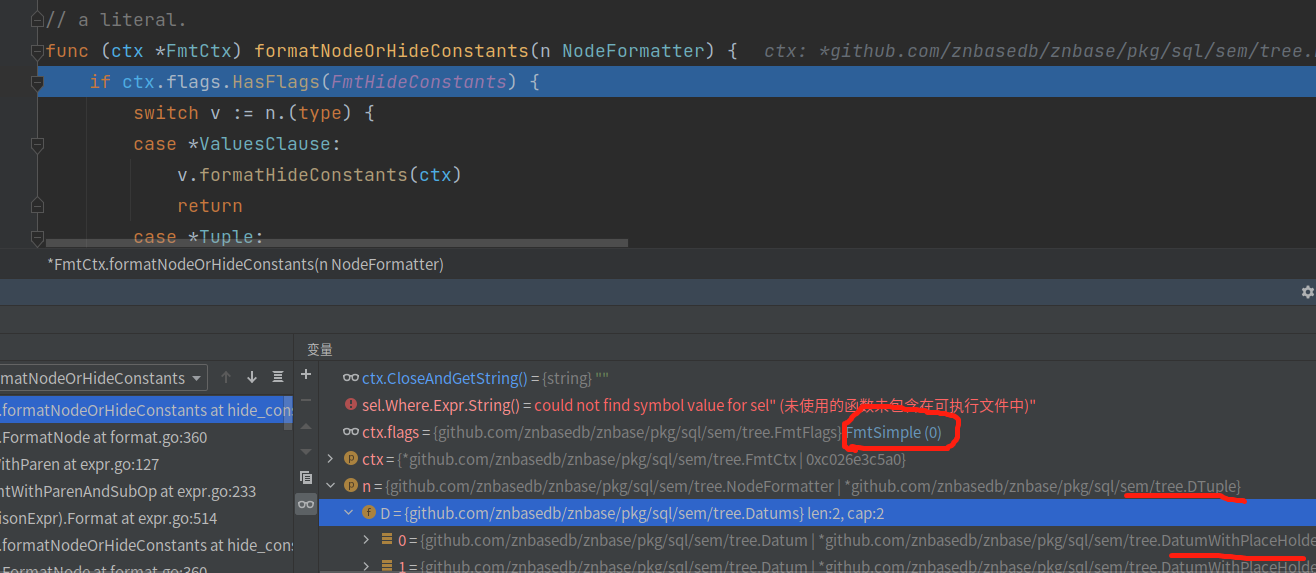 // a literal.
func (ctx *FmtCtx) formatNodeOrHideConstants(n NodeFormatter) { ctx: *github.com/znbasedb/znbase/pkg/sql/sem/tree.
if ctx.flags.HasFlags(FmtHideConstants) {
switch v := n.(type) {
case *ValuesClause:
v.formatHideConstants(ctx)
return
case *Tuple:
*FmtCtx.formatNodeOrHideConstants(n NodeFormatter)
变量
matNodeOrHideConstants
.formatNodeOrHideConstants at hide_cons
.FormatNode at format.go:360
WithParen at expr.go:127
ntWithParenAndSubOp at expr.go:233
isonExpr).Format at expr.go:514
.formatNodeOrHideConstants at hide_cons
.FormatNode at format.go:360
ctx.CloseAndGetString() = {string} ""
sel.Where.Expr.String() = could not find symbol value for sel" (未使用的函数未包含在可执行文件中)"
ctx.flags = {github.com/znbasedb/znbase/pkg/sql/sem/tree.FmtFlags} FmtSimple (0)
ctx = {*github.com/znbasedb/znbase/pkg/sql/sem/tree.FmtCtx | 0xc026e3c5a0}
n = {github.com/znbasedb/znbase/pkg/sql/sem/tree.NodeFormatter | *github.com/znbasedb/znbase/pkg/sql/sem/tree.DTuple}
D = {github.com/znbasedb/znbase/pkg/sql/sem/tree.Datums} len:2, cap:2
0 = {github.com/znbasedb/znbase/pkg/sql/sem/tree.Datum | *github.com/znbasedb/znbase/pkg/sql/sem/tree.DatumWithPlaceHolde
1 = {github.com/znbasedb/znbase/pkg/sql/sem/tree.Datum | *github.com/znbasedb/znbase/pkg/sql/sem/tree.DatumWithPlaceHolde